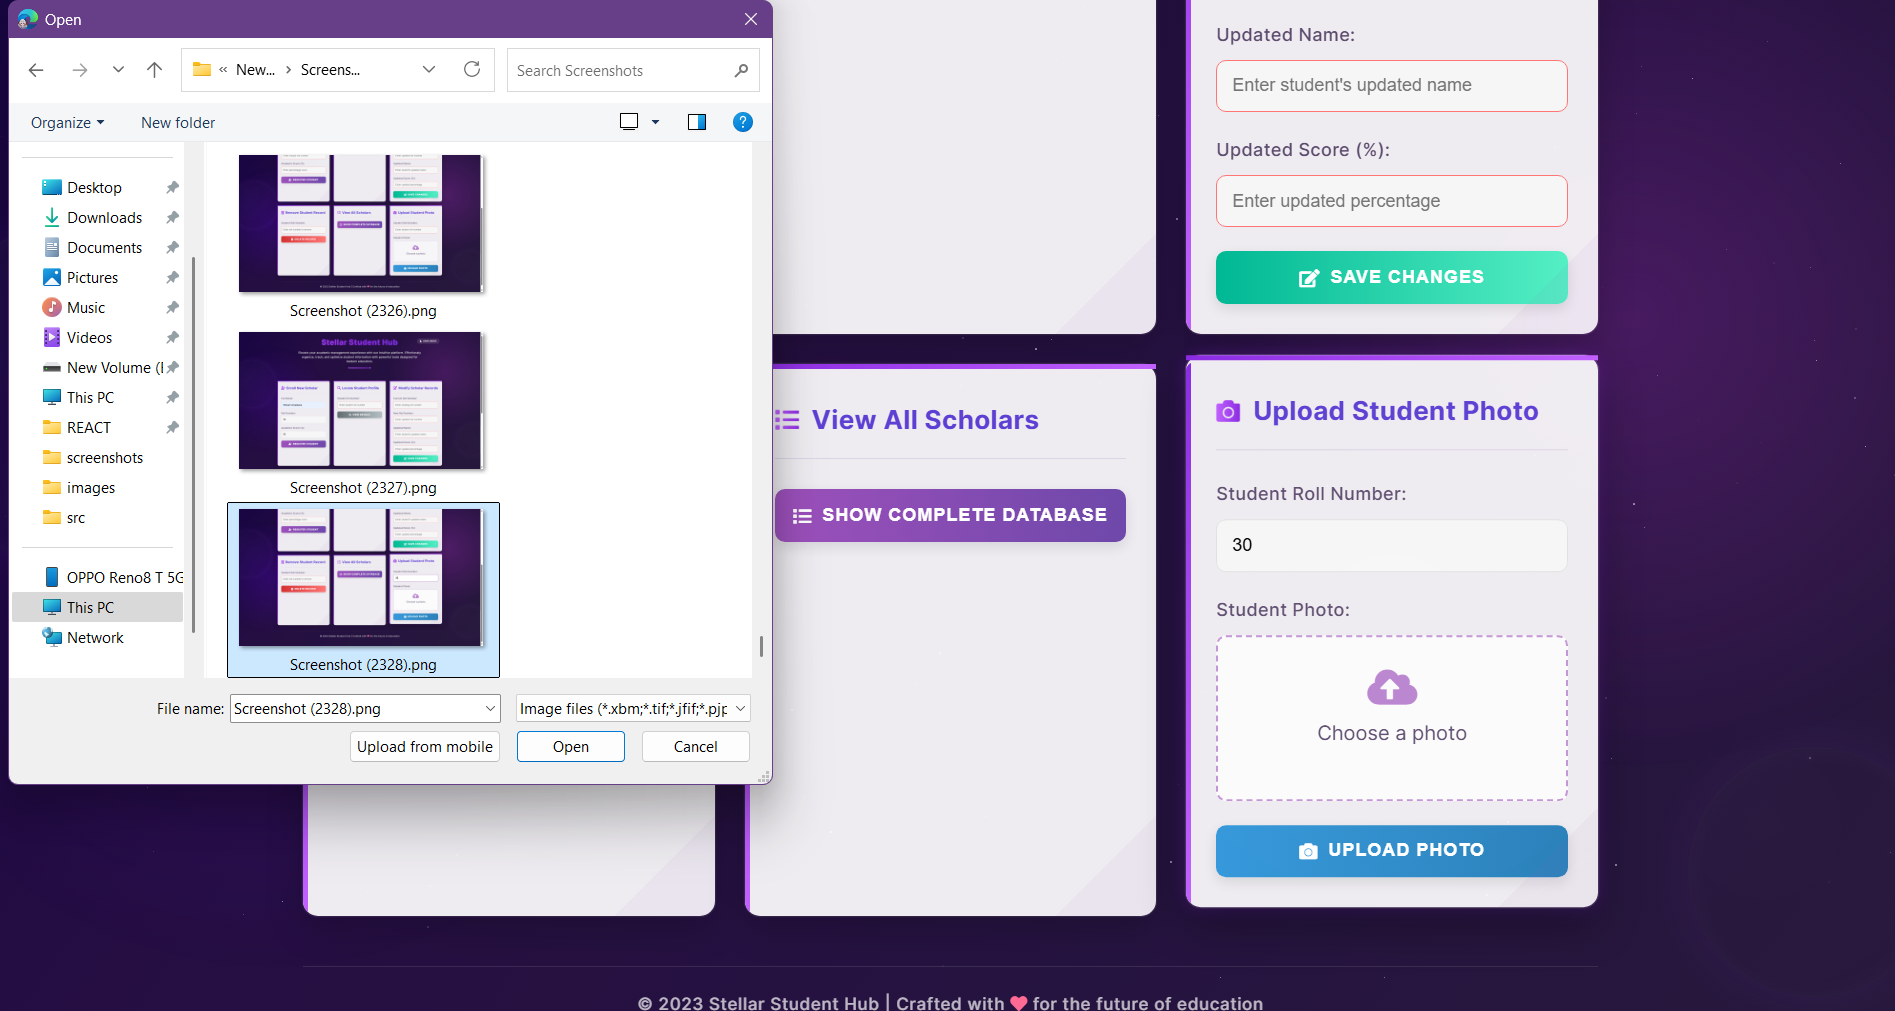 Open
« New... > Screens...
Search Screenshots
Organize
New folder
?
Desktop
Downloads
Documents
Pictures
Music
Videos
New Volume (
This PC
REACT
screenshots
images
src
OPPO Reno8 T 5G
This PC
Network
Screenshot (2326).png
Stellar Student Hub
Screenshot (2327).png
Screenshot (2328).png
File name:
Screenshot (2328).png
Image files (*.xbm;*.tif;*.jfif;*.pjp
Upload from mobile
Open
Cancel
Updated Name:
Enter student's updated name
Updated Score (%):
Enter updated percentage
SAVE CHANGES
View All Scholars
SHOW COMPLETE DATABASE
Upload Student Photo
Student Roll Number:
30
Student Photo:
Choose a photo
UPLOAD PHOTO
© 2023 Stellar Student Hub | Crafted with ❤ for the future of education